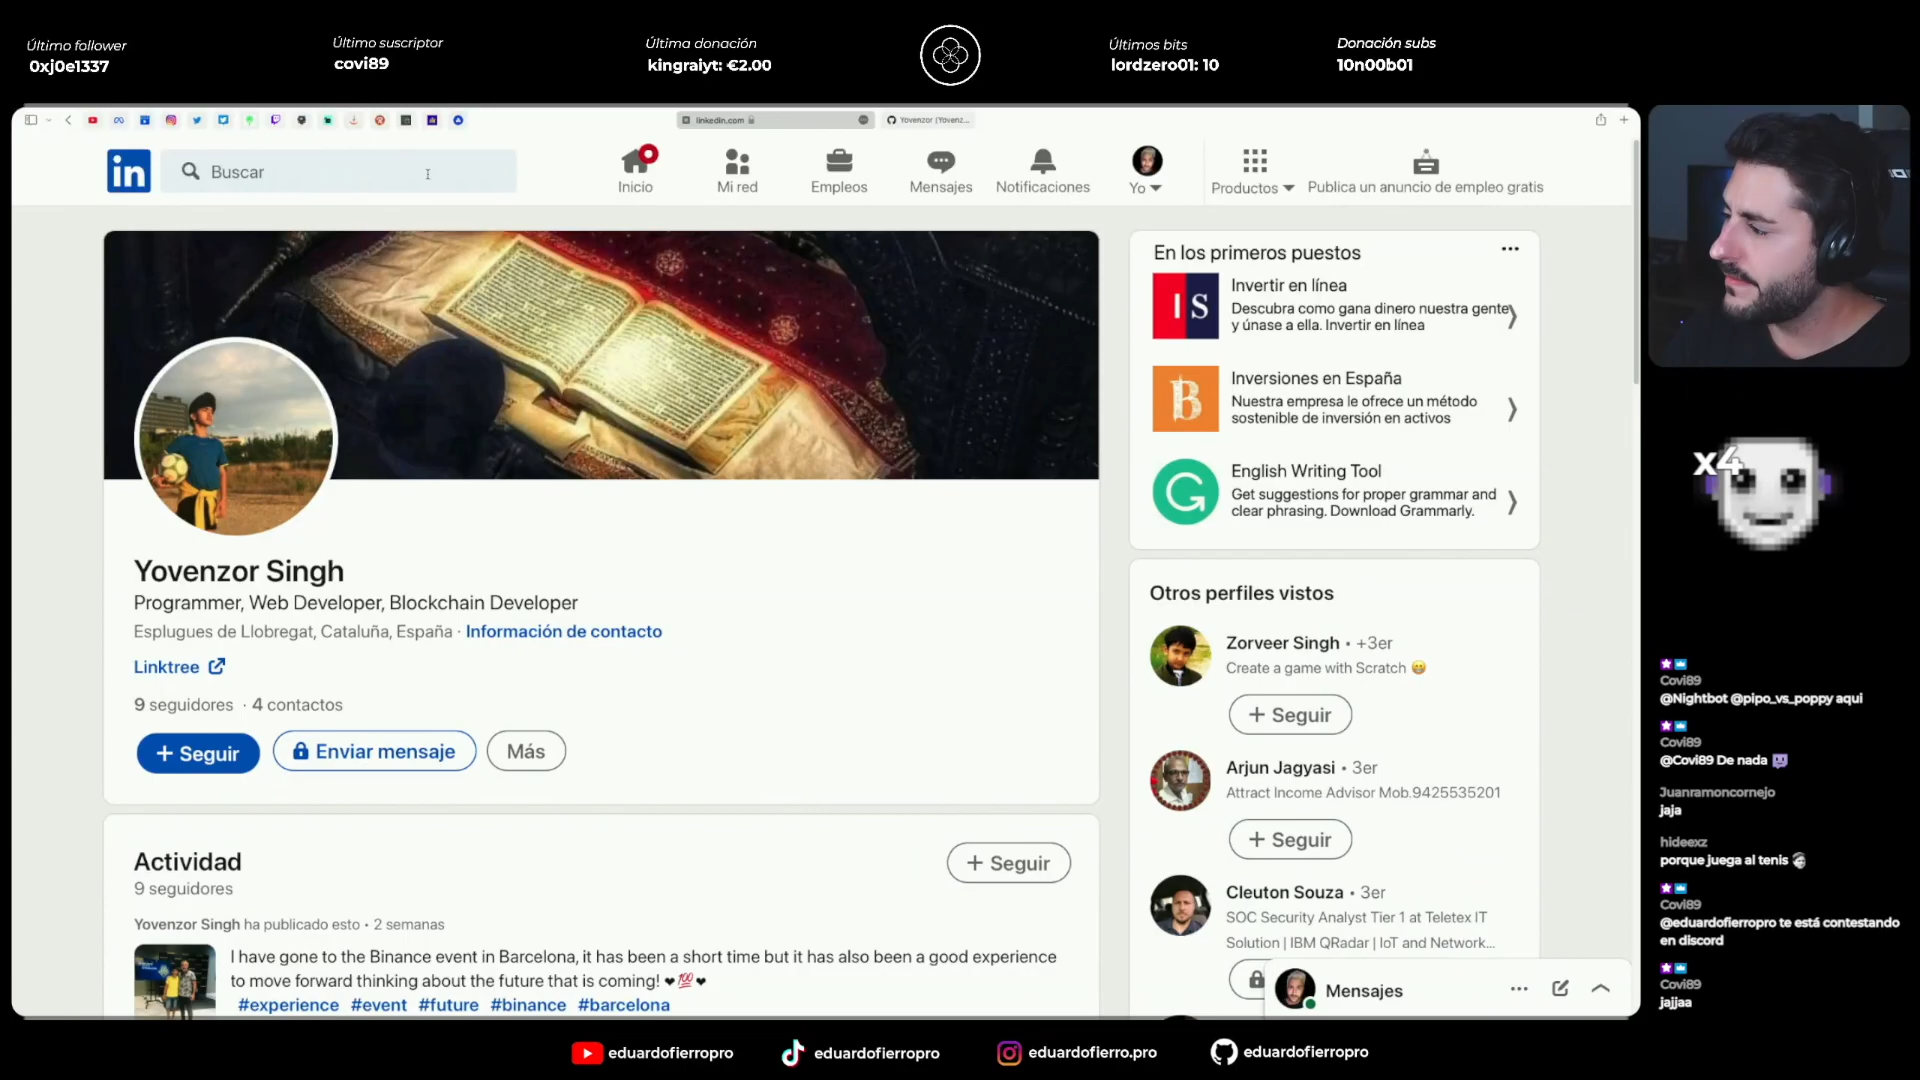 Último follower
0xj0e1337
Último suscriptor
covi89
Última donación
kingraiyt: €2.00
Últimos bits
lordzero01: 10
Donación subs
10n00b01
linkedin.com
Yovenzor (Yovenz...
in
Buscar
Inicio
Mi red
Empleos
Mensajes
Notificaciones
Yo
Productos
Publica un anuncio de empleo gratis
Yovenzor Singh
Programmer, Web Developer, Blockchain Developer
Esplugues de Llobregat, Cataluña, España · Información de contacto
Linktree
9 seguidores · 4 contactos
+ Seguir
Enviar mensaje
Más
Actividad
9 seguidores
+ Seguir
Yovenzor Singh ha publicado esto • 2 semanas
I have gone to the Binance event in Barcelona, it has been a short time but it has also been a good experience
to move forward thinking about the future that is coming! ❤💯❤
#experience #event #future #binance #barcelona
En los primeros puestos
IS
Invertir en línea
Descubra como gana dinero nuestra gente
y únase a ella. Invertir en línea
B
Inversiones en España
Nuestra empresa le ofrece un método
sostenible de inversión en activos
English Writing Tool
Get suggestions for proper grammar and
clear phrasing. Download Grammarly.
Otros perfiles vistos
Zorveer Singh • +3er
Create a game with Scratch 😄
+ Seguir
Arjun Jagyasi • 3er
Attract Income Advisor Mob.9425535201
+ Seguir
Cleuton Souza • 3er
SOC Security Analyst Tier 1 at Teletex IT
Solution | IBM QRadar | IoT and Network...
Mensajes
x4
Covi89
@Nightbot @pipo_vs_poppy aqui
Covi89
@Covi89 De nada
Juanramoncornejo
jaja
hideexz
porque juega al tenis
Covi89
@eduardofierropro te está contestando
en discord
Covi89
jajjaa
eduardofierropro
eduardofierropro
eduardofierro.pro
eduardofierropro